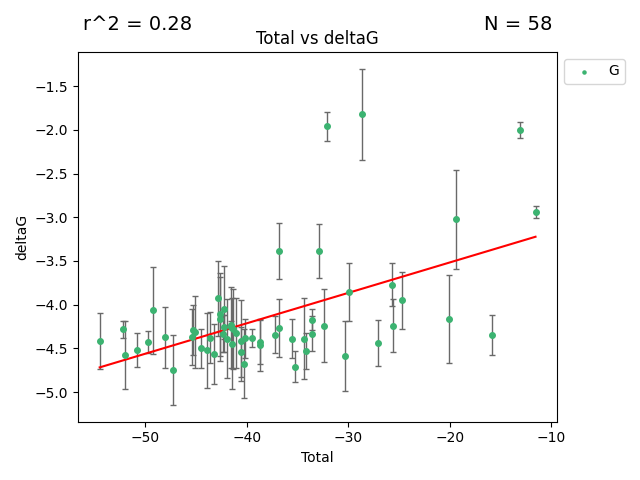 r^2 = 0.28
N = 58
Total vs deltaG
G
−1.5
−2.0
−2.5
−3.0
−3.5
−4.0
−4.5
−5.0
deltaG
−50
−40
−30
−20
−10
Total